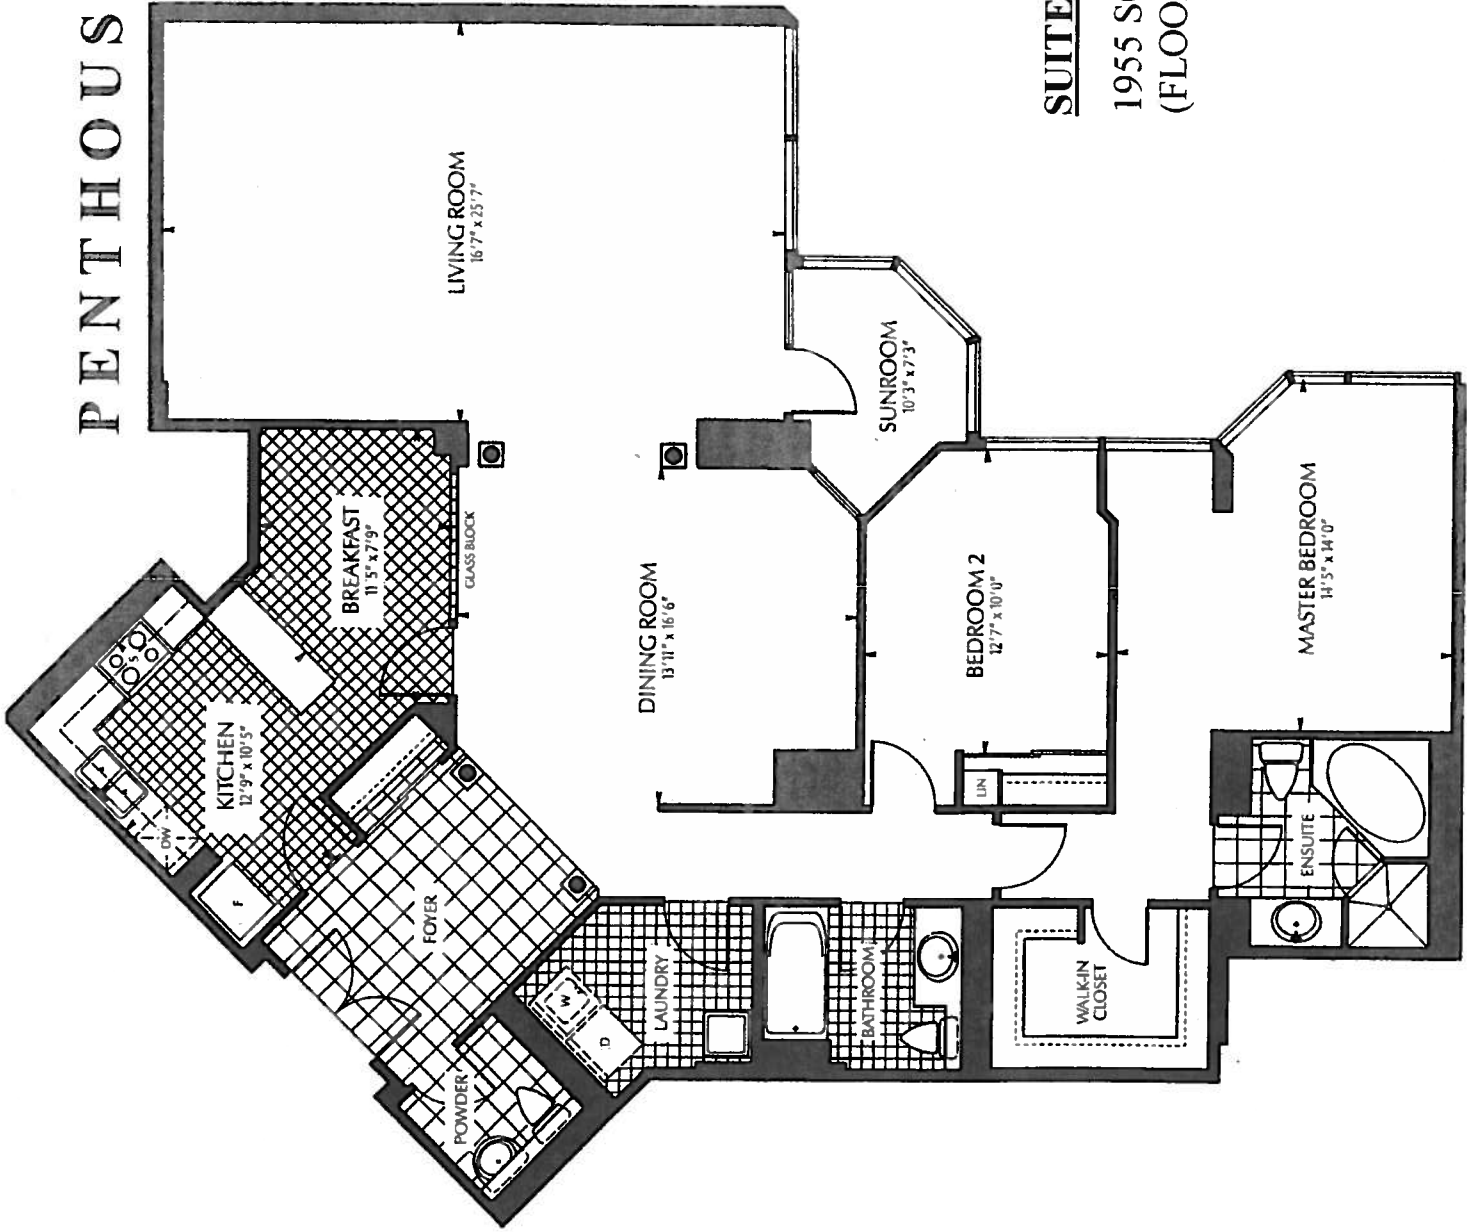 PENTHOUS
SUITE
1955 S
(FLOO
LIVING ROOM
16'7" x 25'7"
SUNROOM
10'3" x 7'3"
BREAKFAST
11'5" x 7'9"
GLASS BLOCK
KITCHEN
12'9" x 10'5"
S
DW
F
DINING ROOM
13'11" x 16'6"
BEDROOM 2
12'7" x 10'0"
LIN
MASTER BEDROOM
14'5" x 14'0"
ENSUITE
FOYER
LAUNDRY
W
D
BATHROOM
WALK-IN
CLOSET
POWDER